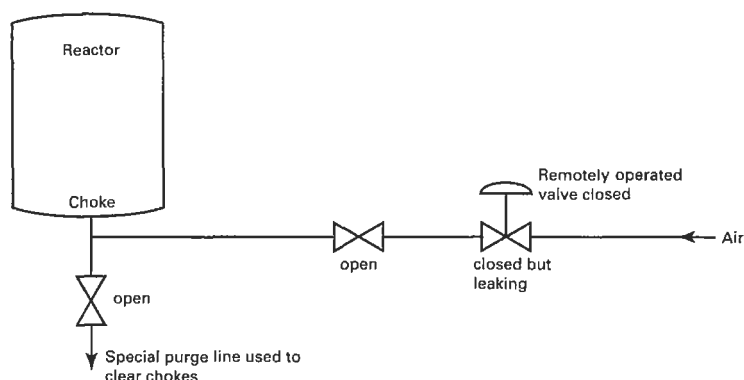 Reactor
Choke
Remotely operated
valve closed
Air
open
closed but
leaking
open
Special purge line used to
clear chokes